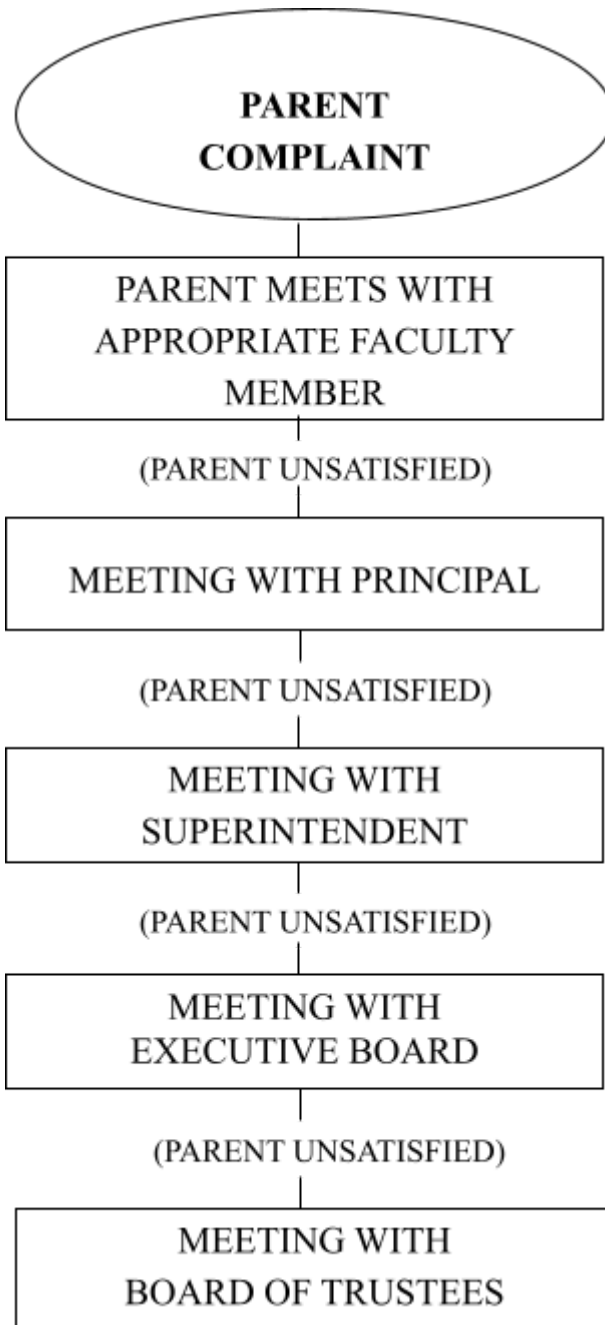 PARENT
COMPLAINT
PARENT MEETS WITH
APPROPRIATE FACULTY
MEMBER
(PARENT UNSATISFIED)
MEETING WITH PRINCIPAL
(PARENT UNSATISFIED)
MEETING WITH
SUPERINTENDENT
(PARENT UNSATISFIED)
MEETING WITH
EXECUTIVE BOARD
(PARENT UNSATISFIED)
MEETING WITH
BOARD OF TRUSTEES